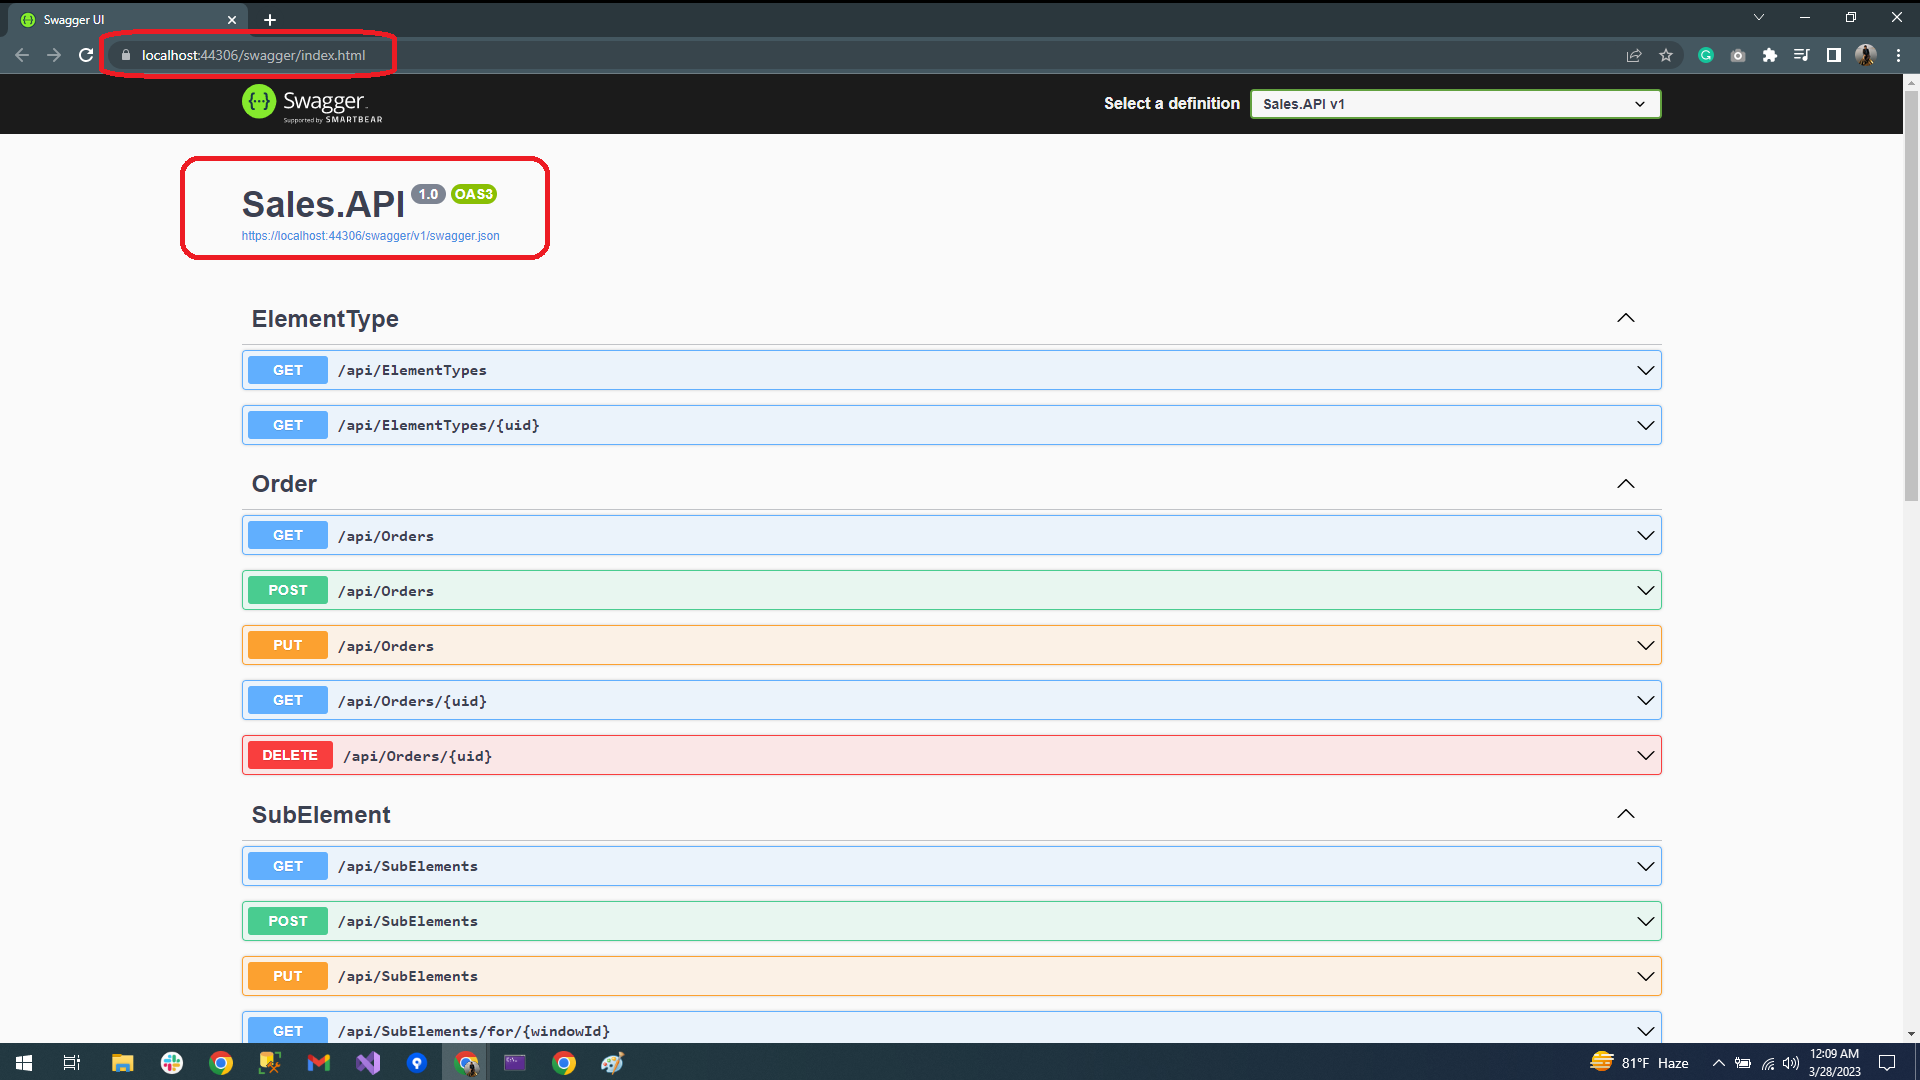 Swagger UI
localhost:44306/swagger/index.html
Swagger
Supported by SMARTBEAR
Select a definition
Sales.API v1
Sales.API 1.0 OAS3
https://localhost:44306/swagger/v1/swagger.json
ElementType
GET /api/ElementTypes
GET /api/ElementTypes/{uid}
Order
GET /api/Orders
POST /api/Orders
PUT /api/Orders
GET /api/Orders/{uid}
DELETE /api/Orders/{uid}
SubElement
GET /api/SubElements
POST /api/SubElements
PUT /api/SubElements
GET /api/SubElements/for/{windowId}
81°F Haze
12:09 AM
3/28/2023